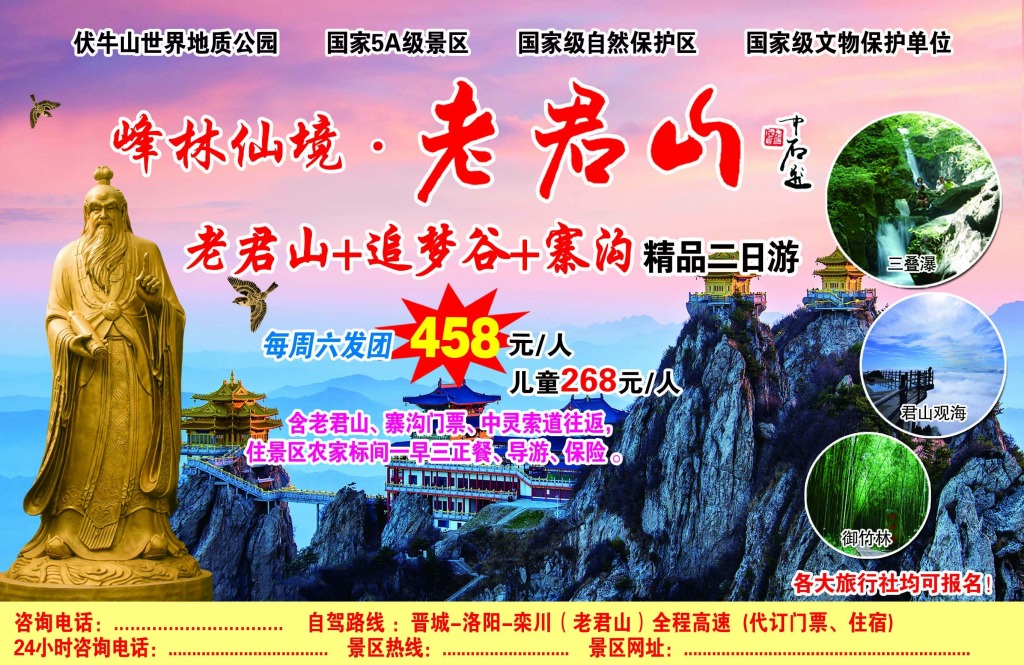 伏牛山世界地质公园 国家5A级景区 国家级自然保护区 国家级文物保护单位
峰林仙境·老君山
老君山+追梦谷+寨沟 精品二日游
每周六发团 458元/人
儿童268元/人
含老君山、寨沟门票、中灵索道往返,
住景区农家标间一早三正餐、导游、保险。
三叠瀑
君山观海
御竹林
各大旅行社均可报名!
咨询电话:.............................. 自驾路线:晋城-洛阳-栾川(老君山)全程高速 (代订门票、住宿)
24小时咨询电话:.............................. 景区热线:........................ 景区网址:................................................